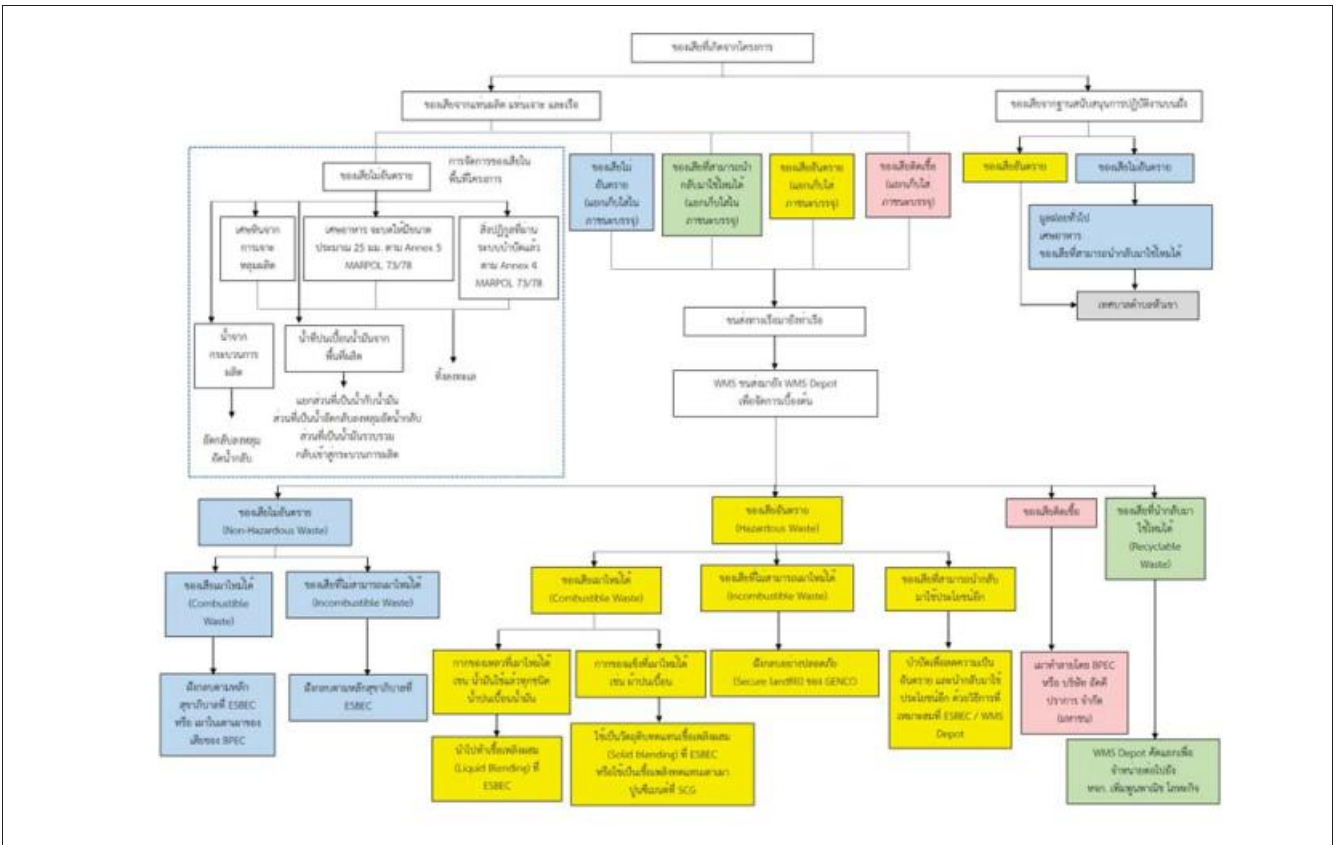 ของเสียที่เกิดจากโครงการ
ของเสียจากแท่นผลิต แท่นเจาะ และเรือ
ของเสียจากฐานสนับสนุนการปฏิบัติงานบนฝั่ง
การจัดการของเสียใน
พื้นที่โครงการ
ของเสียไม่อันตราย
เศษหินจาก
การเจาะ
หลุมผลิต
เศษอาหาร จะบดให้มีขนาด
ประมาณ 25 มม. ตาม Annex 5
MARPOL 73/78
สิ่งปฏิกูลที่ผ่าน
ระบบบำบัดแล้ว
ตาม Annex 4
MARPOL 73/78
น้ำจาก
กระบวนการ
ผลิต
น้ำที่ปนเปื้อนน้ำมันจาก
พื้นที่ผลิต
ทิ้งลงทะเล
อัดกลับลงหลุม
อัดน้ำกลับ
แยกส่วนที่เป็นน้ำกับน้ำมัน
ส่วนที่เป็นน้ำอัดกลับลงหลุมอัดน้ำกลับ
ส่วนที่เป็นน้ำมันรวบรวม
กลับเข้าสู่กระบวนการผลิต
ของเสียไม่
อันตราย
(แยกเก็บใส่ใน
ภาชนะบรรจุ)
ของเสียที่สามารถนำ
กลับมาใช้ใหม่ได้
(แยกเก็บใส่ใน
ภาชนะบรรจุ)
ของเสียอันตราย
(แยกเก็บใส่
ภาชนะบรรจุ)
ของเสียติดเชื้อ
(แยกเก็บใส่
ภาชนะบรรจุ)
ของเสียอันตราย
ของเสียไม่อันตราย
มูลฝอยทั่วไป
เศษอาหาร
ของเสียที่สามารถนำกลับมาใช้ใหม่ได้
เทศบาลตำบลหัวเขา
ขนส่งทางเรือมายังท่าเรือ
WMS ขนส่งมายัง WMS Depot
เพื่อจัดการเบื้องต้น
ของเสียไม่อันตราย
(Non-Hazardous Waste)
ของเสียเผาไหม้ได้
(Combustible
Waste)
ของเสียที่ไม่สามารถเผาไหม้ได้
(Incombustible Waste)
ฝังกลบตามหลัก
สุขาภิบาลที่ ESBEC
หรือ เผาในเตาเผาของ
เสียของ BPEC
ฝังกลบตามหลักสุขาภิบาลที่
ESBEC
ของเสียอันตราย
(Hazardous Waste)
ของเสียเผาไหม้ได้
(Combustible Waste)
ของเสียที่ไม่สามารถเผาไหม้ได้
(Incombustible Waste)
ของเสียที่สามารถนำกลับ
มาใช้ประโยชน์อีก
กากของเหลวที่เผาไหม้ได้
เช่น น้ำมันใช้แล้วทุกชนิด
น้ำปนเปื้อนน้ำมัน
กากของแข็งที่เผาไหม้ได้
เช่น ผ้าปนเปื้อน
ฝังกลบอย่างปลอดภัย
(Secure landfill) ของ GENCO
บำบัดเพื่อลดความเป็น
อันตราย และนำกลับมาใช้
ประโยชน์อีก ด้วยวิธีการที่
เหมาะสมที่ ESBEC / WMS
Depot
นำไปทำเชื้อเพลิงผสม
(Liquid Blending) ที่
ESBEC
ใช้เป็นวัตถุดิบทดแทนเชื้อเพลิงผสม
(Solid blending) ที่ ESBEC
หรือใช้เป็นเชื้อเพลิงทดแทนเตาเผา
ปูนซีเมนต์ที่ SCG
ของเสียติดเชื้อ
เผาทำลายโดย BPEC
หรือ บริษัท อัคคี
ปราการ จำกัด
(มหาชน)
ของเสียที่นำกลับมา
ใช้ใหม่ได้
(Recyclable
Waste)
WMS Depot คัดแยกเพื่อ
จำหน่ายต่อไปยัง
หจก. เพิ่มพูนพาณิช โลหะกิจ